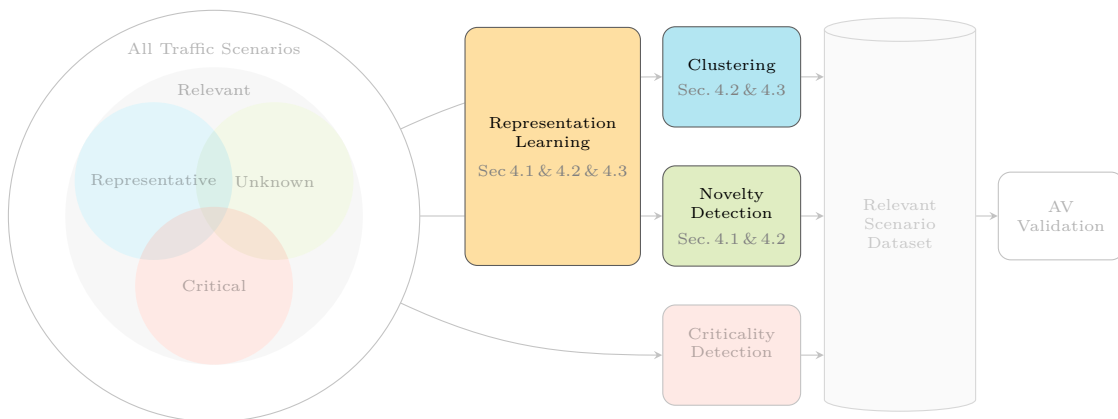 All Traffic Scenarios
Relevant
Representative
Unknown
Critical
Representation
Learning
Sec 4.1 & 4.2 & 4.3
Clustering
Sec. 4.2 & 4.3
Novelty
Detection
Sec. 4.1 & 4.2
Criticality
Detection
Relevant
Scenario
Dataset
AV
Validation